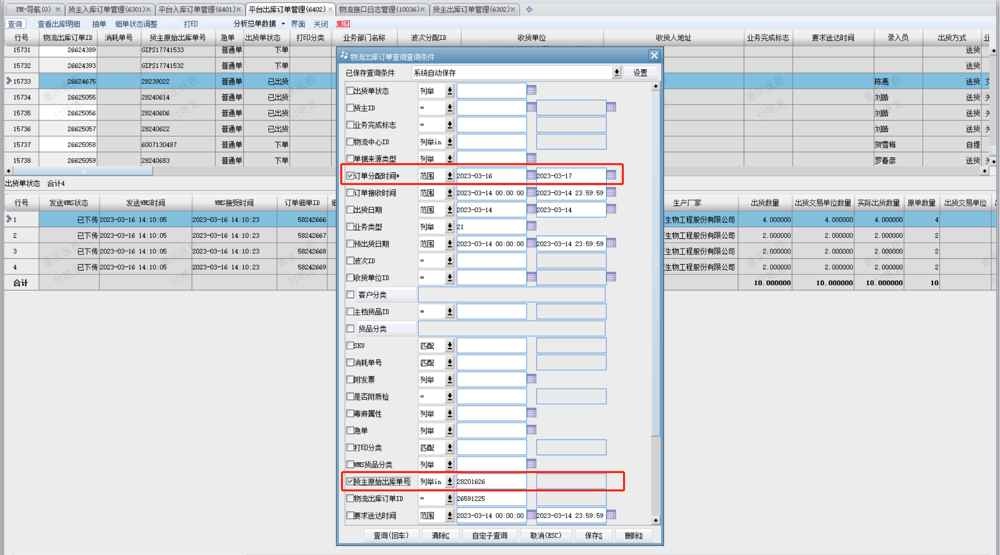 PM-导航(0) 货主入库订单管理(6301) 平台入库订单管理(6401) 平台出库订单管理(6402) 物流接口日志管理(10036) 货主出库订单管理(6302)
查询 查看出库明细 抽单 细单状态调整 打印 分析总单数据 界面 关闭 集团
行号 物流出库订单ID 消耗单号 货主原始出库单号 急单 出货单状态 打印分类 业务部门名称 波次分配ID 收货单位 收货人地址 业务完成标志 要求送达时间 录入员 出货方式
15731 26624389 GIPS17741533 普通单 下单 送货
15732 26624393 GIPS17741532 普通单 下单 送货
15733 26624675 28239022 普通单 已出货 陈惠 送货
15734 26625055 28240614 普通单 已出货 刘皓 送货
15735 26625056 28240606 普通单 已出货 刘皓 送货
15736 26625057 28240622 普通单 已出货 刘皓 送货
15737 26625058 6007130487 普通单 下单 贺雪梅 自提
15738 26625059 28240683 普通单 下单 罗春彦 送货
出货单状态 合计4
行号 发送WMS状态 发送WMS时间 WMS接受时间 订单细单ID 生产厂家 出货数量 出货交易单位数量 实际出货数量 原单数量 出货交易单位
1 已下传 2023-03-16 14:10:05 2023-03-16 14:10:23 58242666 生物工程股份有限公司 4.000000 4.000000 4.000000 4
2 已下传 2023-03-16 14:10:05 2023-03-16 14:10:23 58242667 生物工程股份有限公司 2.000000 2.000000 2.000000 2
3 已下传 2023-03-16 14:10:05 2023-03-16 14:10:23 58242668 生物工程股份有限公司 2.000000 2.000000 2.000000 2
4 已下传 2023-03-16 14:10:05 2023-03-16 14:10:23 58242669 生物工程股份有限公司 2.000000 2.000000 2.000000 2
合计 10.000000 10.000000 10.000000 10
物流出库订单查询查询条件
已保存查询条件 系统自动保存 设置
出货单状态 列举
货主ID =
业务完成标志 =
物流中心ID 列举in
单据来源类型 列举
订单分配时间* 范围 2023-03-16 2023-03-17
订单接收时间 范围 2023-03-14 00:00:00 2023-03-14 23:59:59
出货日期 范围 2023-03-14 2023-03-14
业务类型 列举 21
预出货日期 范围 2023-03-14 00:00:00 2023-03-14 23:59:59
波次ID =
收货单位ID =
客户分类
主档货品ID =
货品分类
SKU 匹配
消耗单号 匹配
附发票 列举
是否附质检 =
毒麻属性 列举
急单 列举
打印分类 匹配
WMS货品分类 列举
货主原始出库单号 列举in 28201626
物流出库订单ID = 26591225
要求送达时间 范围 2023-03-14 00:00:00 2023-03-14 23:59:59
查询(回车) 清除C 自定子查询 取消(ESC) 保存S 删除D
重庆医药
付艳龙